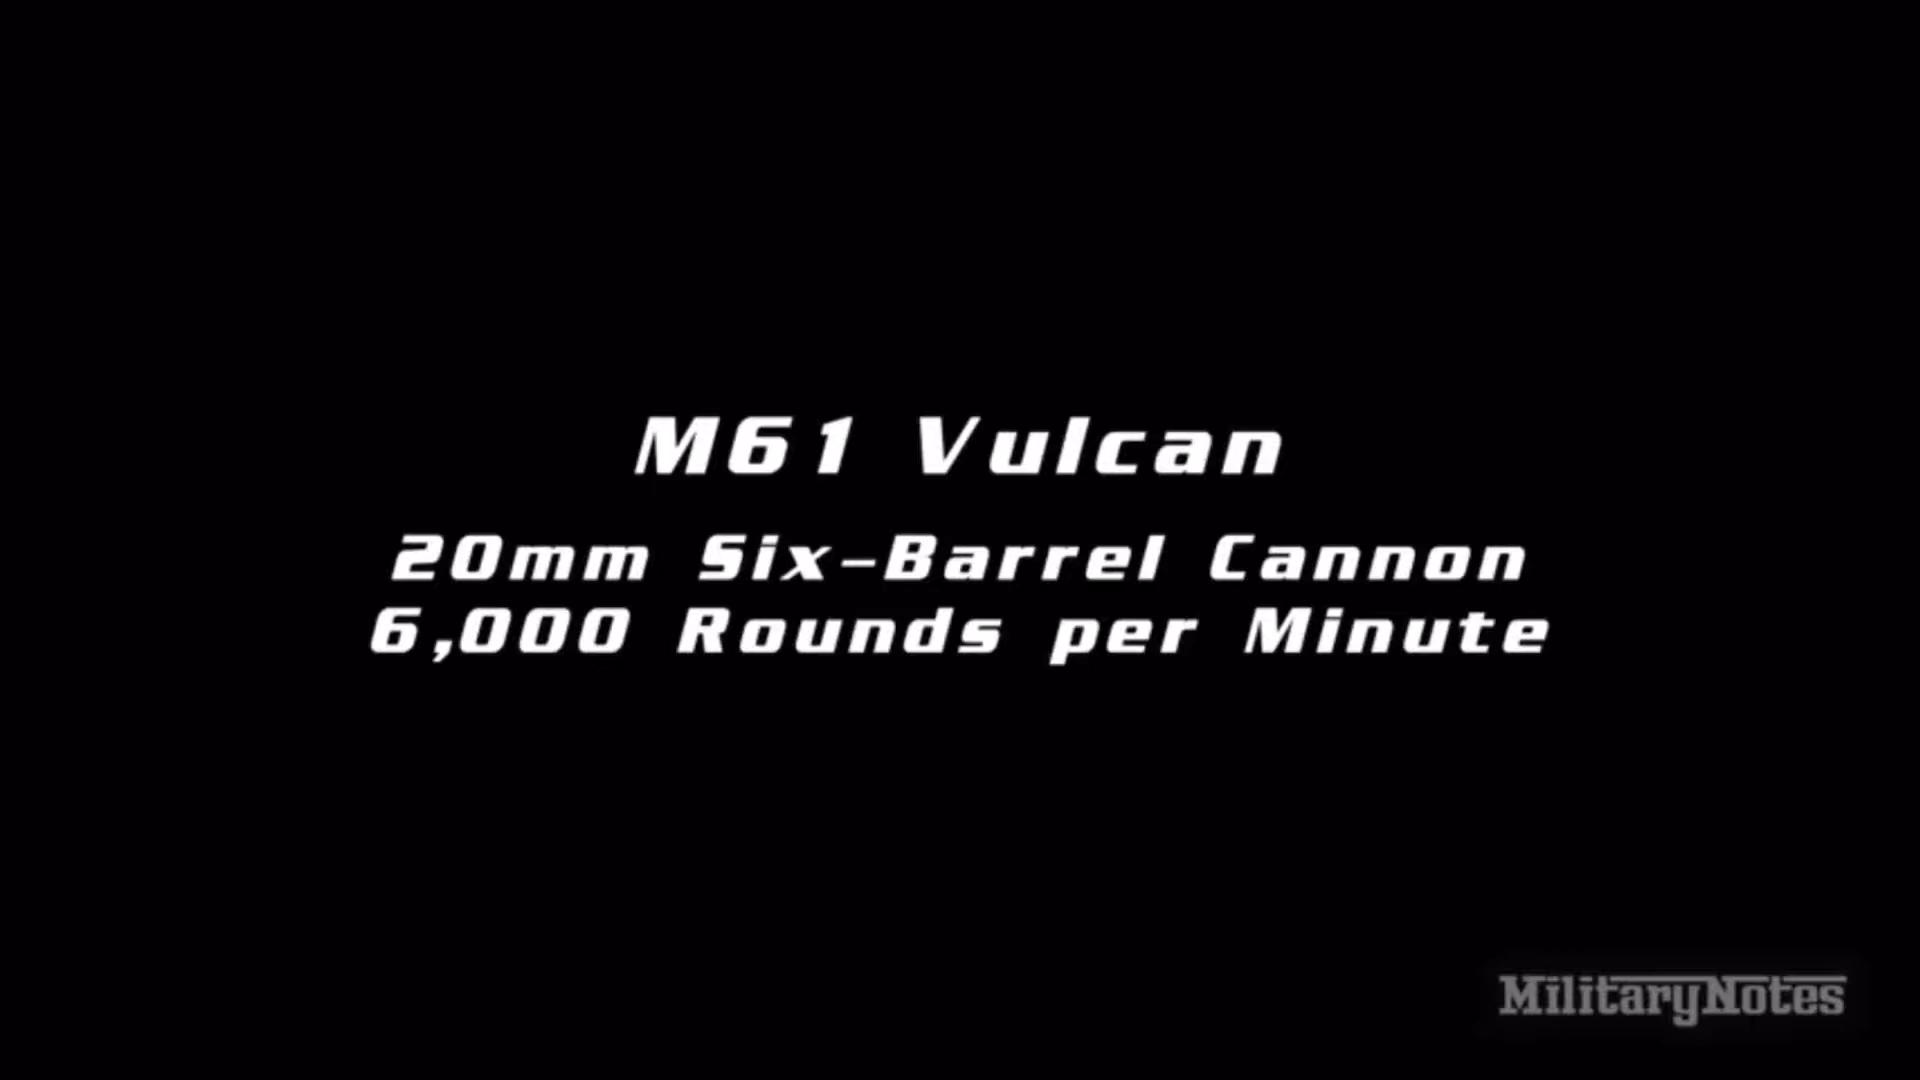 M61 Vulcan
20mm Six-Barrel Cannon
6,000 Rounds per Minute
MilitaryNotes